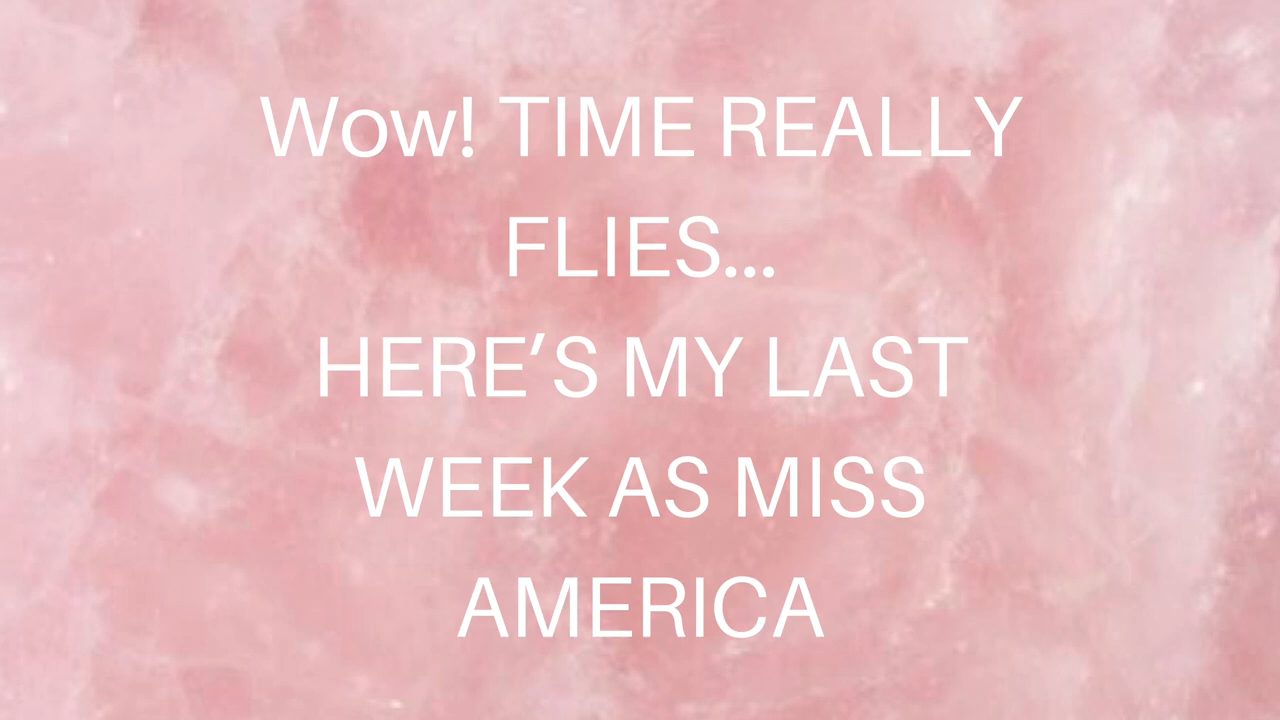 Wow! TIME REALLY
FLIES...
HERE’S MY LAST
WEEK AS MISS
AMERICA